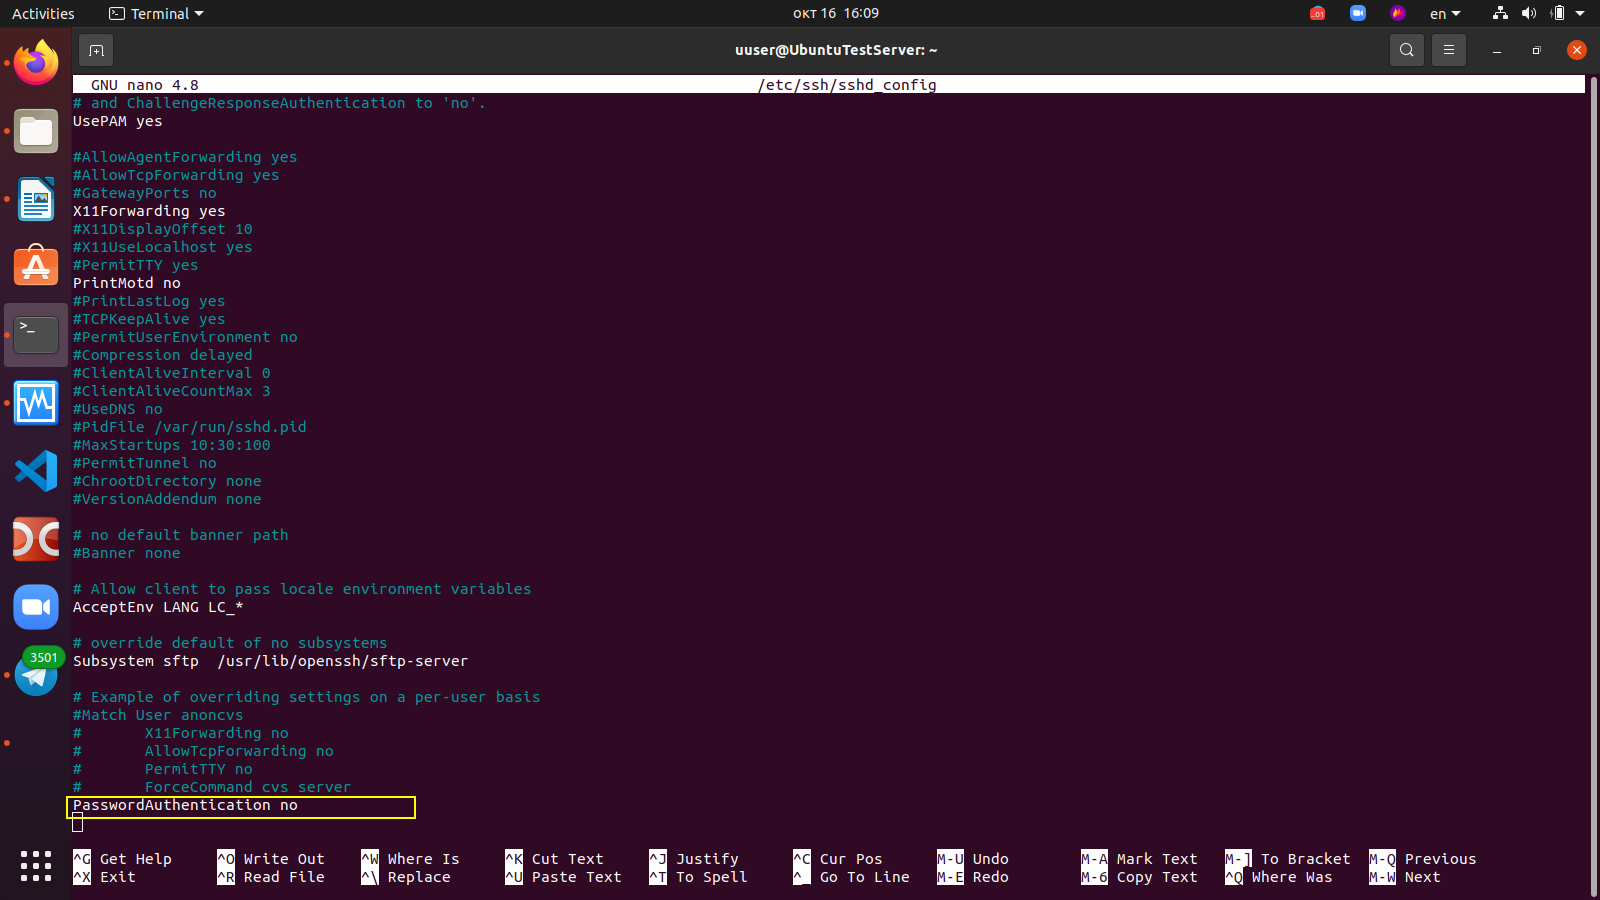 Activities Terminal окт 16 16:09 en
uuser@UbuntuTestServer: ~
GNU nano 4.8 /etc/ssh/sshd_config
# and ChallengeResponseAuthentication to 'no'.
UsePAM yes
#AllowAgentForwarding yes
#AllowTcpForwarding yes
#GatewayPorts no
X11Forwarding yes
#X11DisplayOffset 10
#X11UseLocalhost yes
#PermitTTY yes
PrintMotd no
#PrintLastLog yes
#TCPKeepAlive yes
#PermitUserEnvironment no
#Compression delayed
#ClientAliveInterval 0
#ClientAliveCountMax 3
#UseDNS no
#PidFile /var/run/sshd.pid
#MaxStartups 10:30:100
#PermitTunnel no
#ChrootDirectory none
#VersionAddendum none
# no default banner path
#Banner none
# Allow client to pass locale environment variables
AcceptEnv LANG LC_*
# override default of no subsystems
Subsystem sftp  /usr/lib/openssh/sftp-server
3501
# Example of overriding settings on a per-user basis
#Match User anoncvs
#       X11Forwarding no
#       AllowTcpForwarding no
#       PermitTTY no
#       ForceCommand cvs server
PasswordAuthentication no
^G Get Help ^O Write Out ^W Where Is ^K Cut Text ^J Justify ^C Cur Pos M-U Undo M-A Mark Text M-] To Bracket M-Q Previous
^X Exit ^R Read File ^\ Replace ^U Paste Text ^T To Spell ^_ Go To Line M-E Redo M-6 Copy Text ^Q Where Was M-W Next